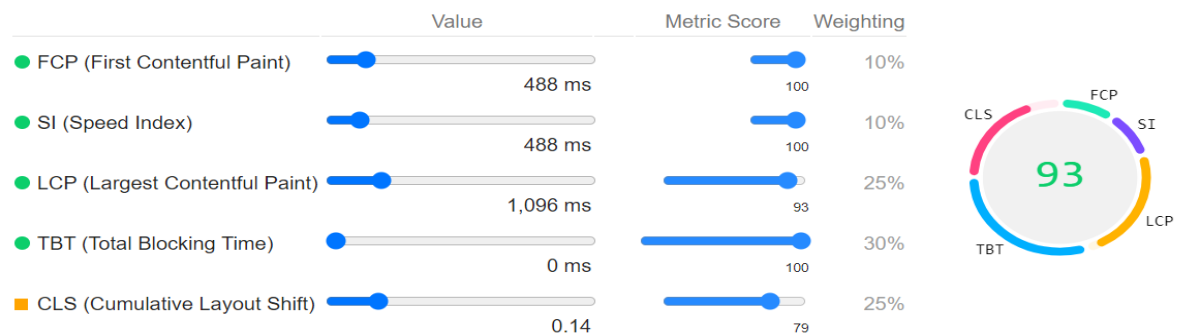 Value Metric Score Weighting
FCP (First Contentful Paint) 10%
488 ms 100
SI (Speed Index) 10%
488 ms 100
LCP (Largest Contentful Paint) 25%
1,096 ms 93
TBT (Total Blocking Time) 30%
0 ms 100
CLS (Cumulative Layout Shift) 25%
0.14 79
FCP
CLS
SI
93
LCP
TBT